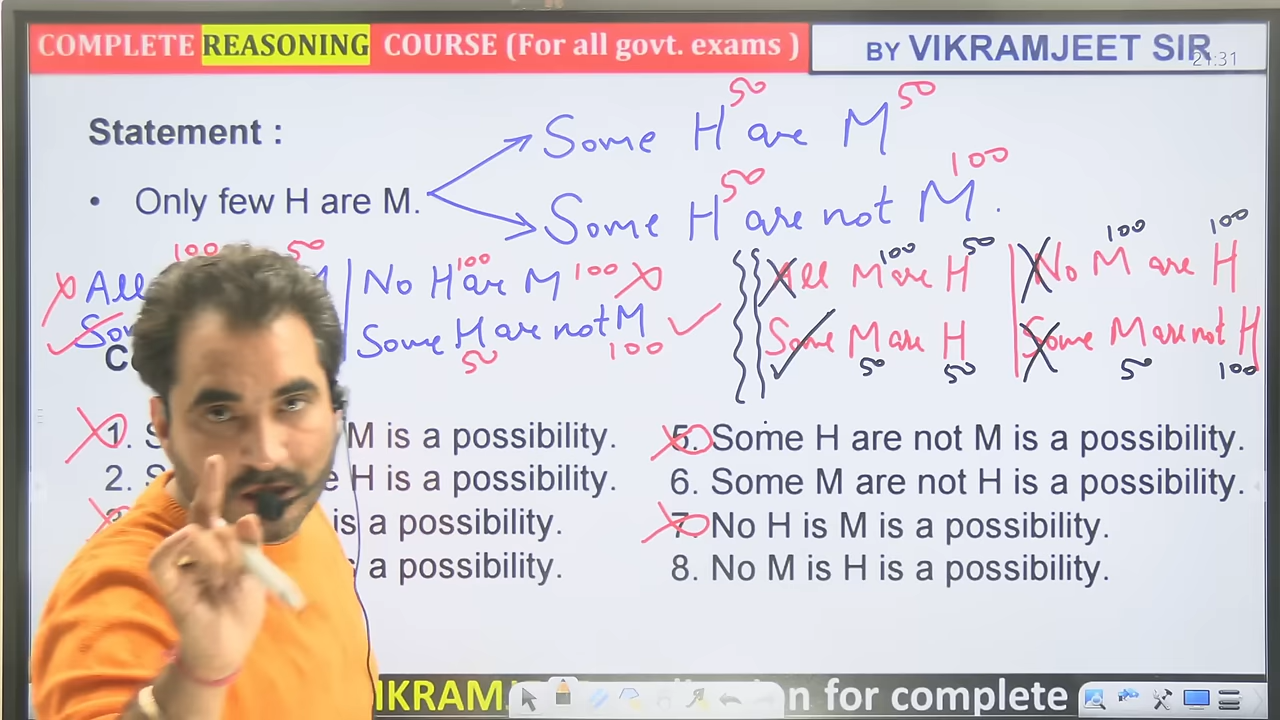 COMPLETE REASONING COURSE (For all govt. exams )
BY VIKRAMJEET SIR
21:31
Statement :
• Only few H are M.
Some H are M
50 50
Some H are not M.
50 100
All
100 50
No H are M
100 100
Some H are not M
50 100
All M are H
100 50
Some M are H
50 50
No M are H
100 100
Some M are not H
50 100
1. M is a possibility.
2. H is a possibility.
is a possibility.
a possibility.
5. Some H are not M is a possibility.
6. Some M are not H is a possibility.
7. No H is M is a possibility.
8. No M is H is a possibility.
for complete